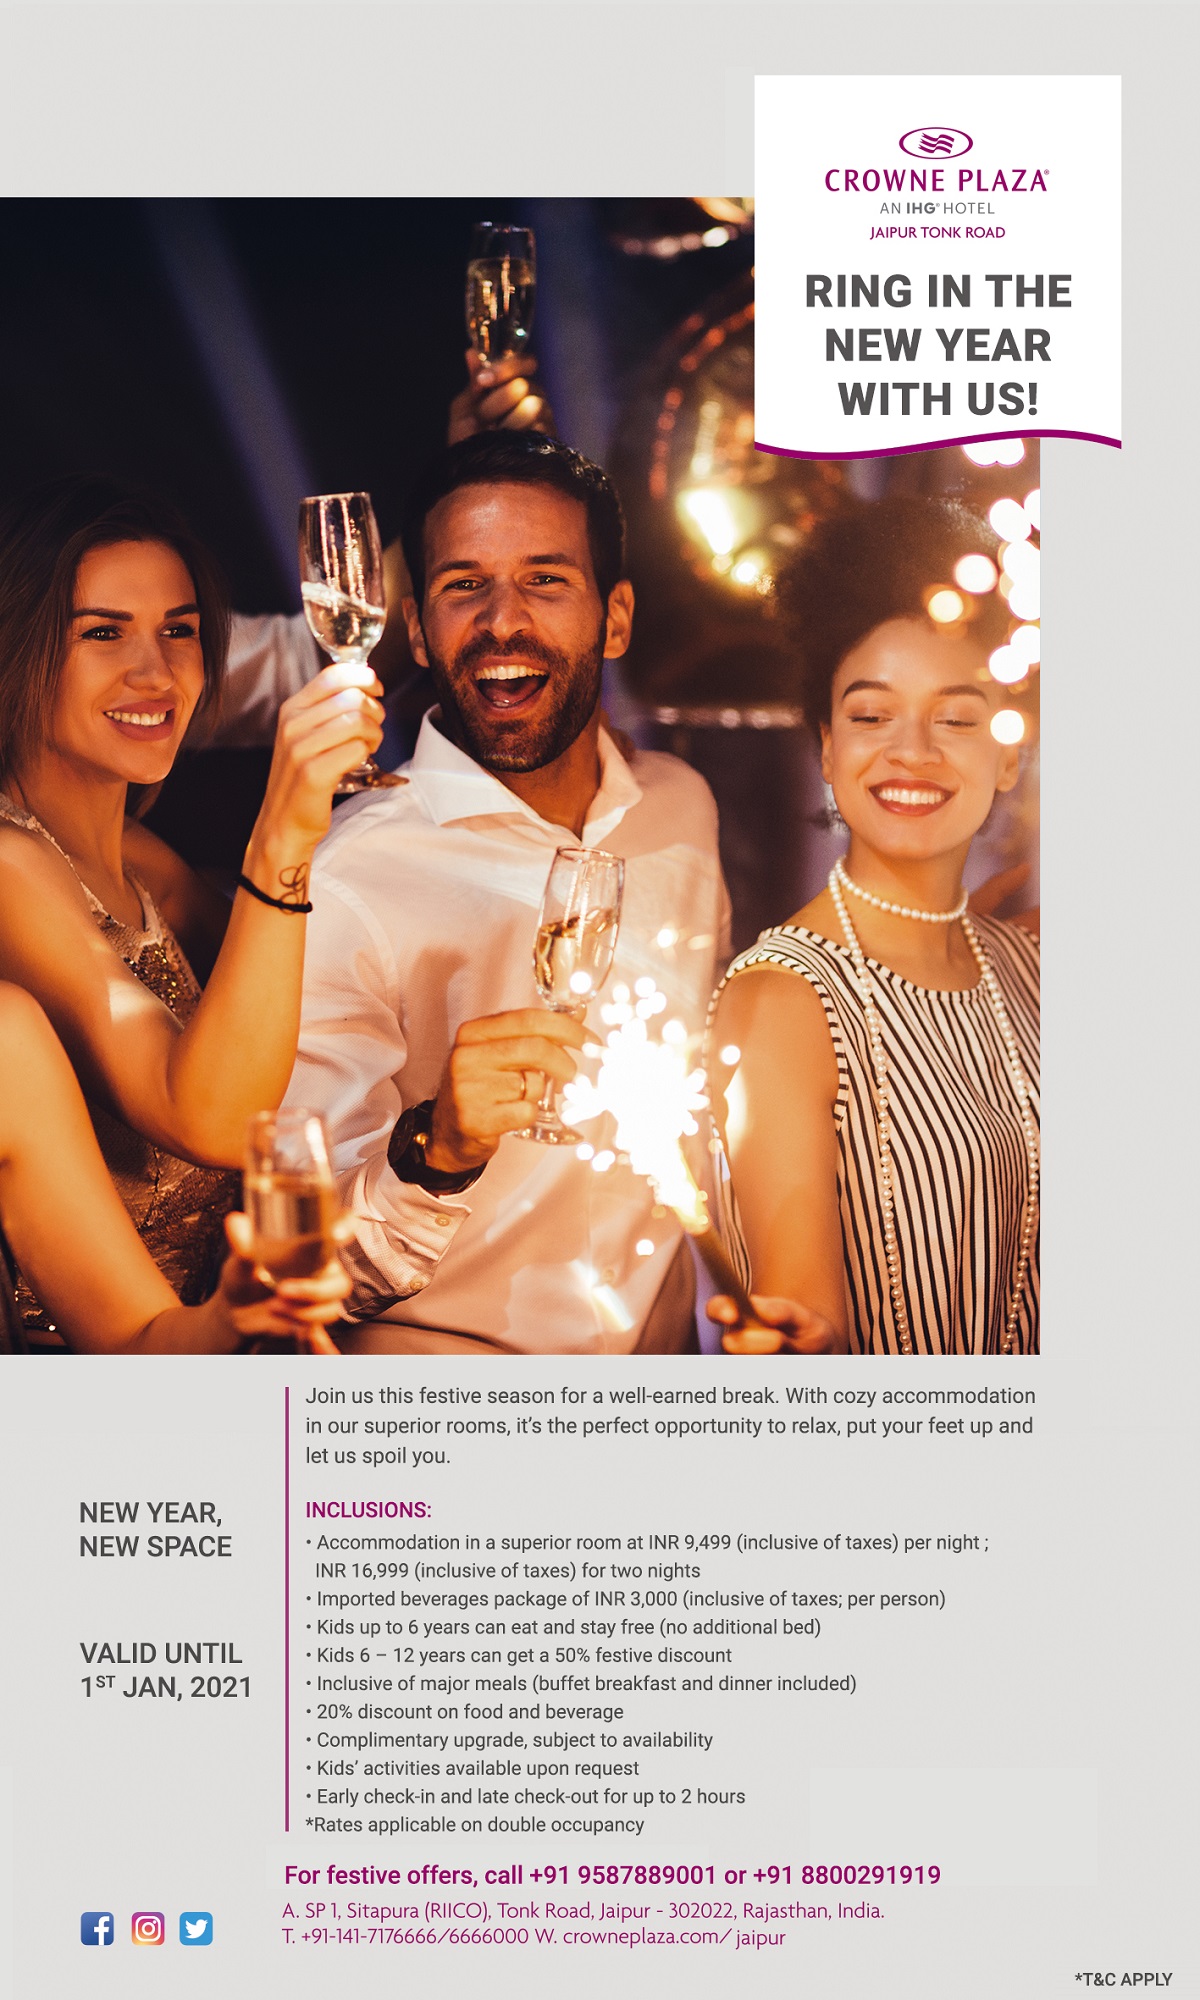 CROWNE PLAZA®
AN IHG® HOTEL
JAIPUR TONK ROAD
RING IN THE
NEW YEAR
WITH US!
Join us this festive season for a well-earned break. With cozy accommodation
in our superior rooms, it's the perfect opportunity to relax, put your feet up and
let us spoil you.
NEW YEAR,
NEW SPACE
VALID UNTIL
1ST JAN, 2021
INCLUSIONS:
• Accommodation in a superior room at INR 9,499 (inclusive of taxes) per night ;
INR 16,999 (inclusive of taxes) for two nights
• Imported beverages package of INR 3,000 (inclusive of taxes; per person)
• Kids up to 6 years can eat and stay free (no additional bed)
• Kids 6 – 12 years can get a 50% festive discount
• Inclusive of major meals (buffet breakfast and dinner included)
• 20% discount on food and beverage
• Complimentary upgrade, subject to availability
• Kids' activities available upon request
• Early check-in and late check-out for up to 2 hours
*Rates applicable on double occupancy
For festive offers, call +91 9587889001 or +91 8800291919
A. SP 1, Sitapura (RIICO), Tonk Road, Jaipur - 302022, Rajasthan, India.
T. +91-141-7176666/6666000 W. crowneplaza.com/ jaipur
*T&C APPLY